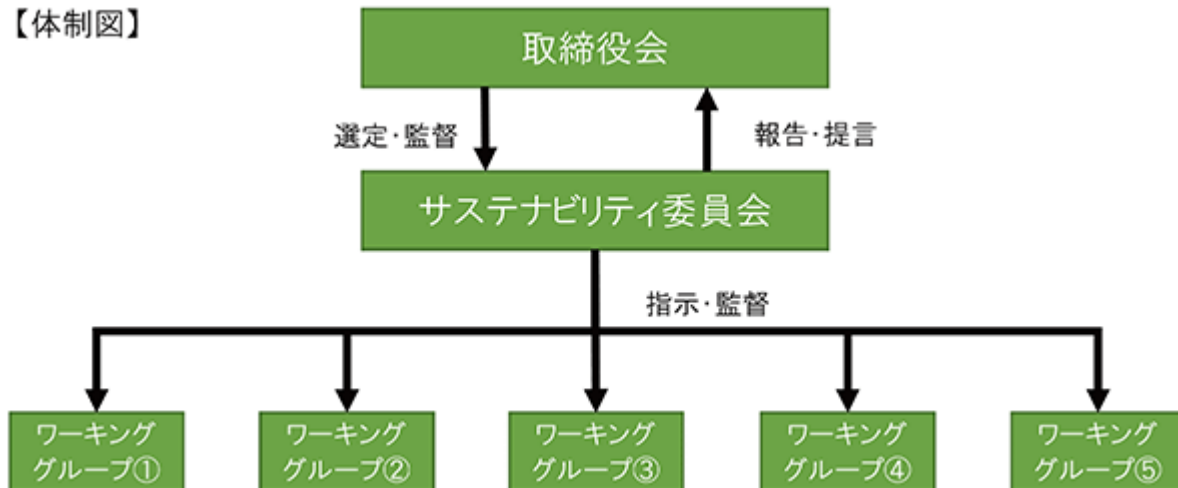 【体制図】
取締役会
選定・監督
報告・提言
サステナビリティ委員会
指示・監督
ワーキング
グループ①
ワーキング
グループ②
ワーキング
グループ③
ワーキング
グループ④
ワーキング
グループ⑤